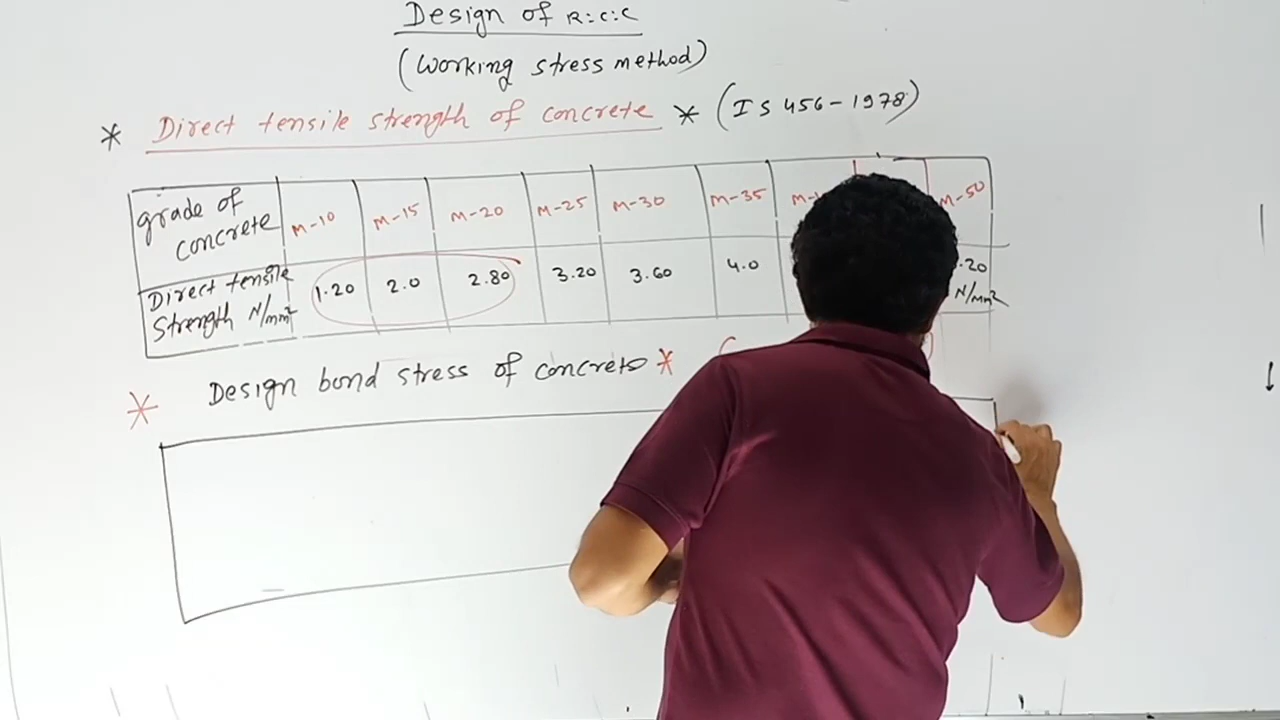 Design of R.C.C
(Working stress method)
* Direct tensile strength of concrete * (IS 456-1978)
grade of concrete M-10 M-15 M-20 M-25 M-30 M-35 M-50
Direct tensile Strength N/mm² 1.20 2.0 2.80 3.20 3.60 4.0 .20 N/mm²
* Design bond stress of concrete *